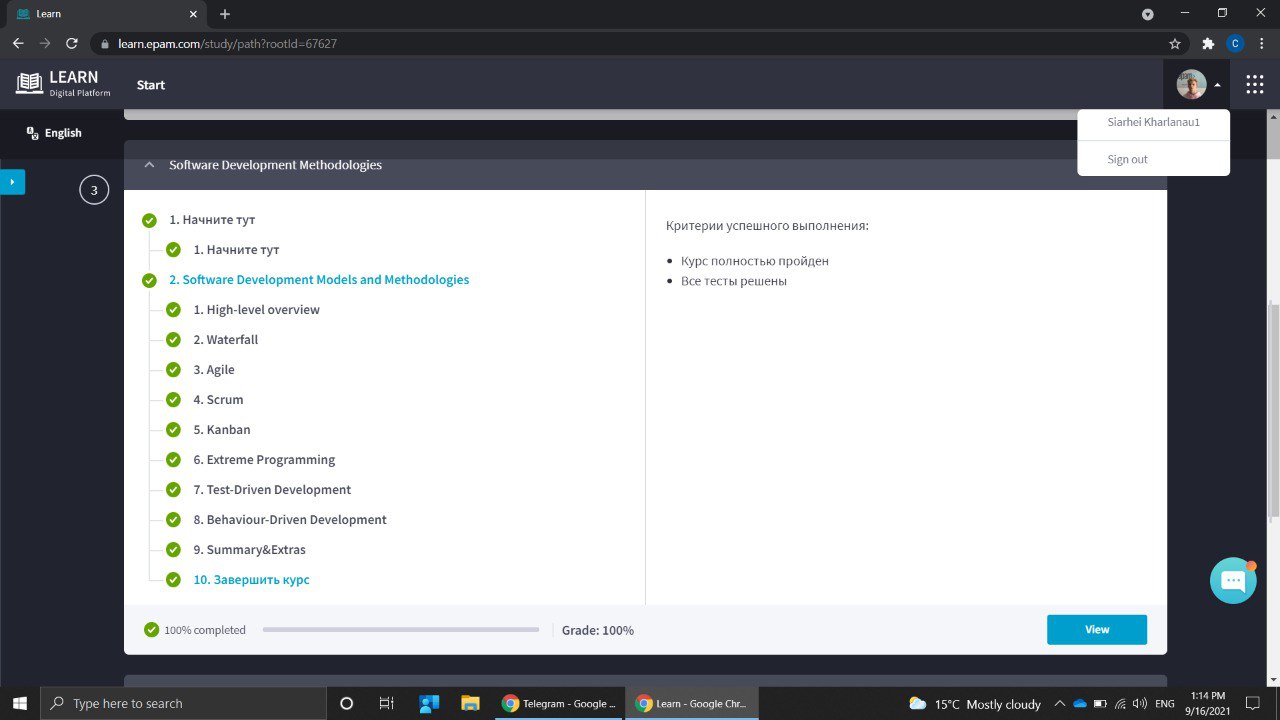 Learn
learn.epam.com/study/path?rootId=67627
C
LEARN
Digital Platform
Start
Siarhei Kharlanau1
Sign out
English
3
Software Development Methodologies
1. Начните тут
1. Начните тут
2. Software Development Models and Methodologies
1. High-level overview
2. Waterfall
3. Agile
4. Scrum
5. Kanban
6. Extreme Programming
7. Test-Driven Development
8. Behaviour-Driven Development
9. Summary&Extras
10. Завершить курс
Критерии успешного выполнения:
Курс полностью пройден
Все тесты решены
100% completed
Grade: 100%
View
Type here to search
Telegram - Google ...
Learn - Google Chr...
15°C Mostly cloudy
ENG
1:14 PM
9/16/2021